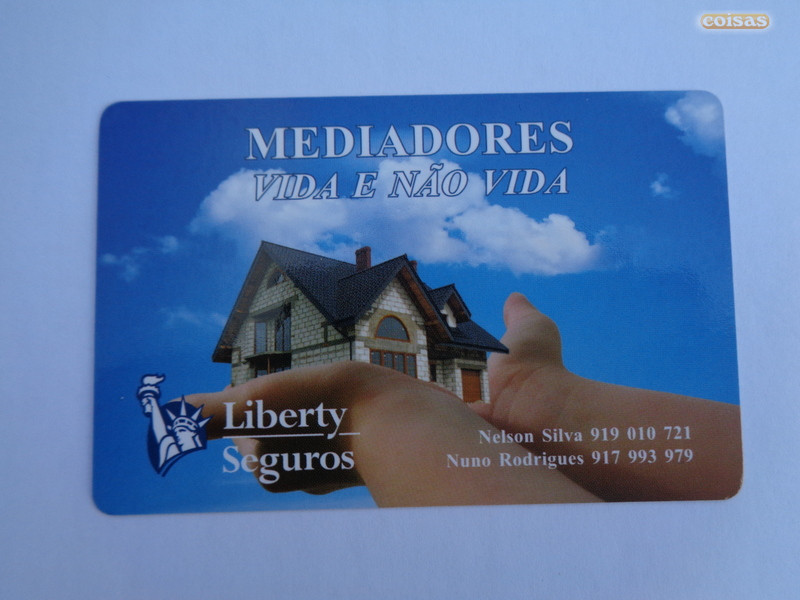 coisas
MEDIADORES
VIDA E NÃO VIDA
Liberty
Seguros
Nelson Silva 919 010 721
Nuno Rodrigues 917 993 979